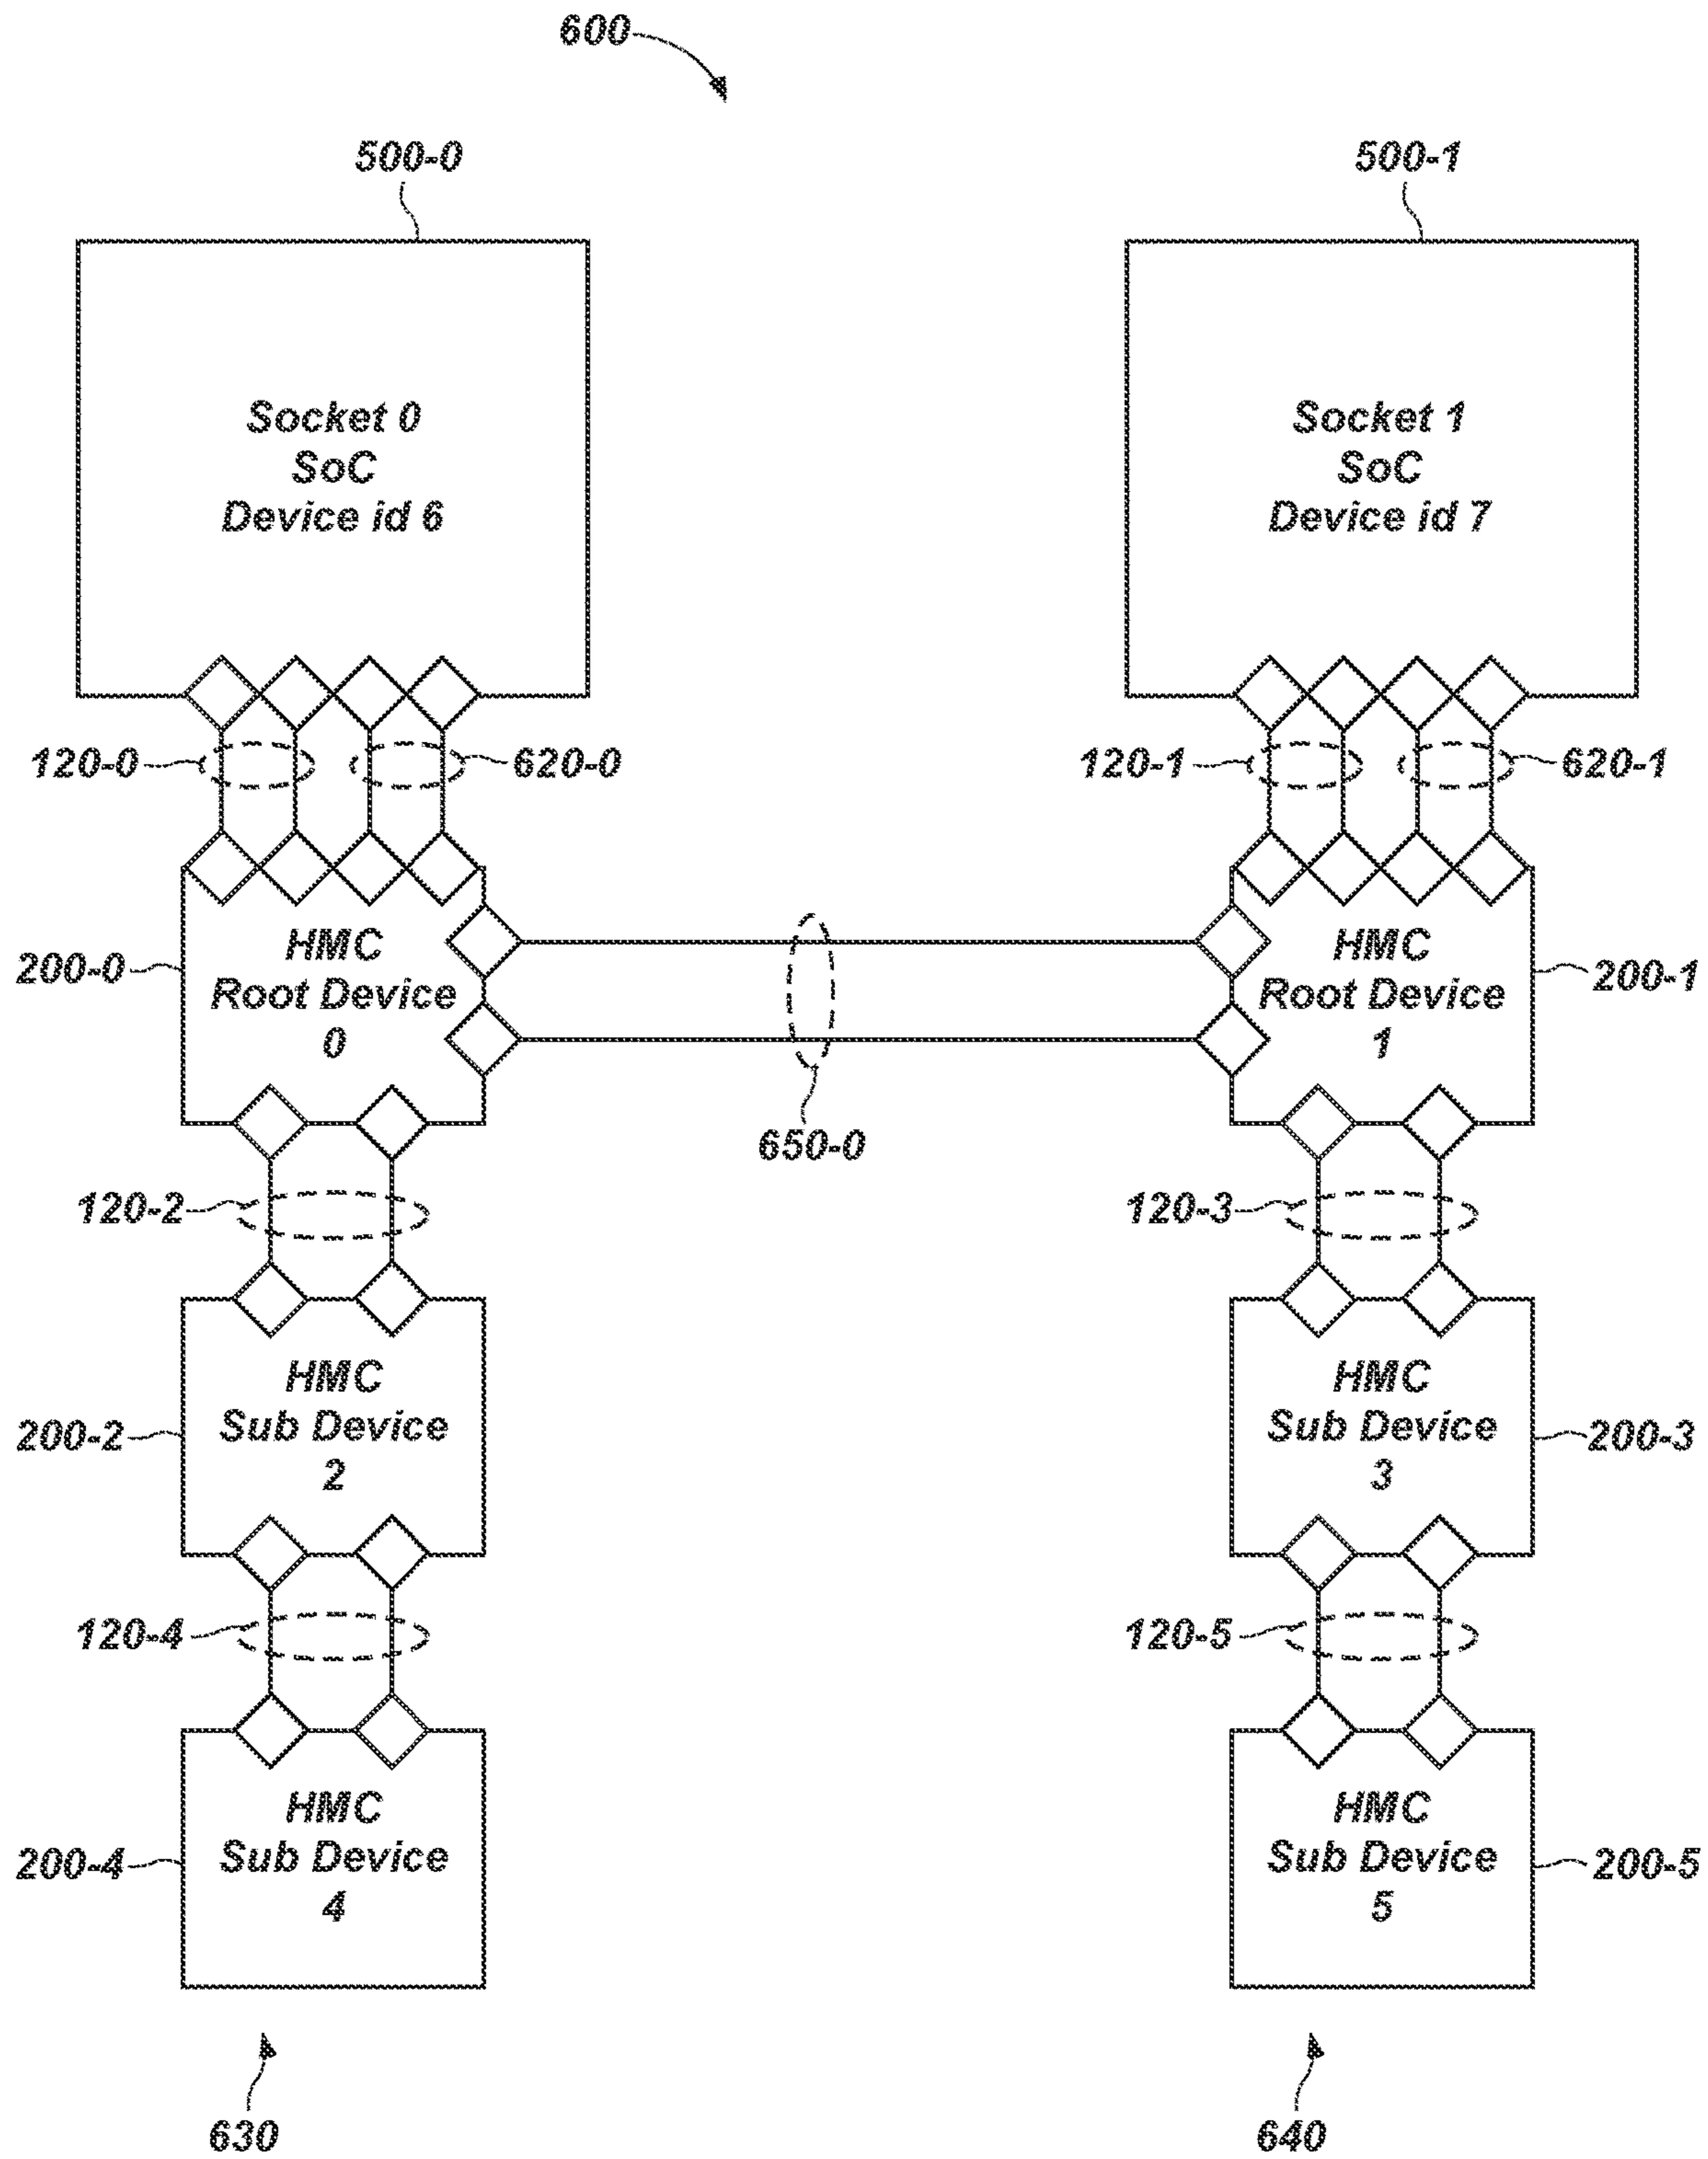 600
500-0
500-1
Socket 0
SoC
Device id 6
Socket 1
SoC
Device id 7
120-0
620-0
120-1
620-1
200-0
HMC
Root Device
0
HMC
Root Device
1
200-1
650-0
120-2
120-3
200-2
HMC
Sub Device
2
HMC
Sub Device
3
200-3
120-4
120-5
200-4
HMC
Sub Device
4
HMC
Sub Device
5
200-5
630
640